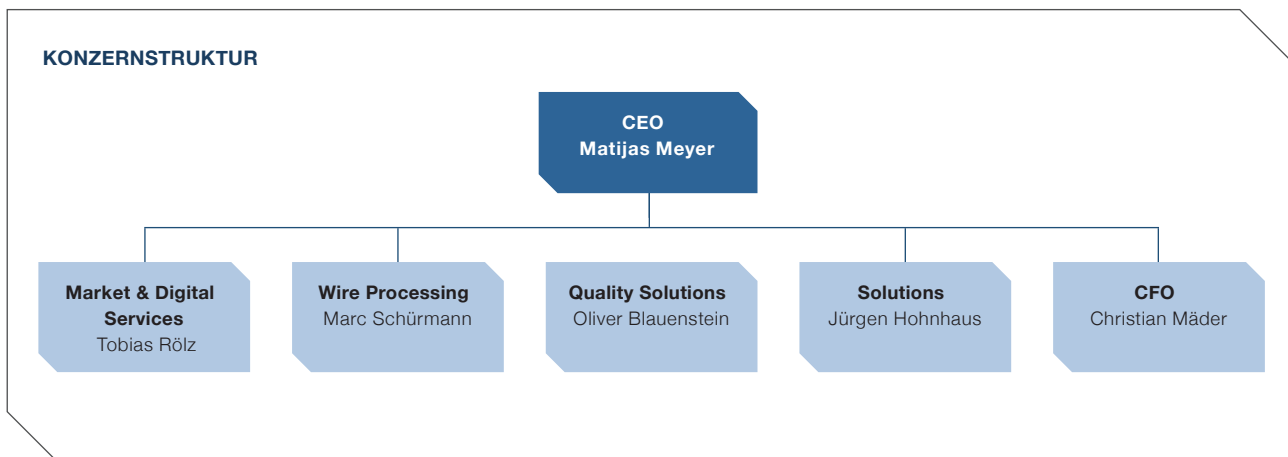 KONZERNSTRUKTUR
CEO
Matijas Meyer
Market & Digital
Services
Tobias Rölz
Wire Processing
Marc Schürmann
Quality Solutions
Oliver Blauenstein
Solutions
Jürgen Hohnhaus
CFO
Christian Mäder